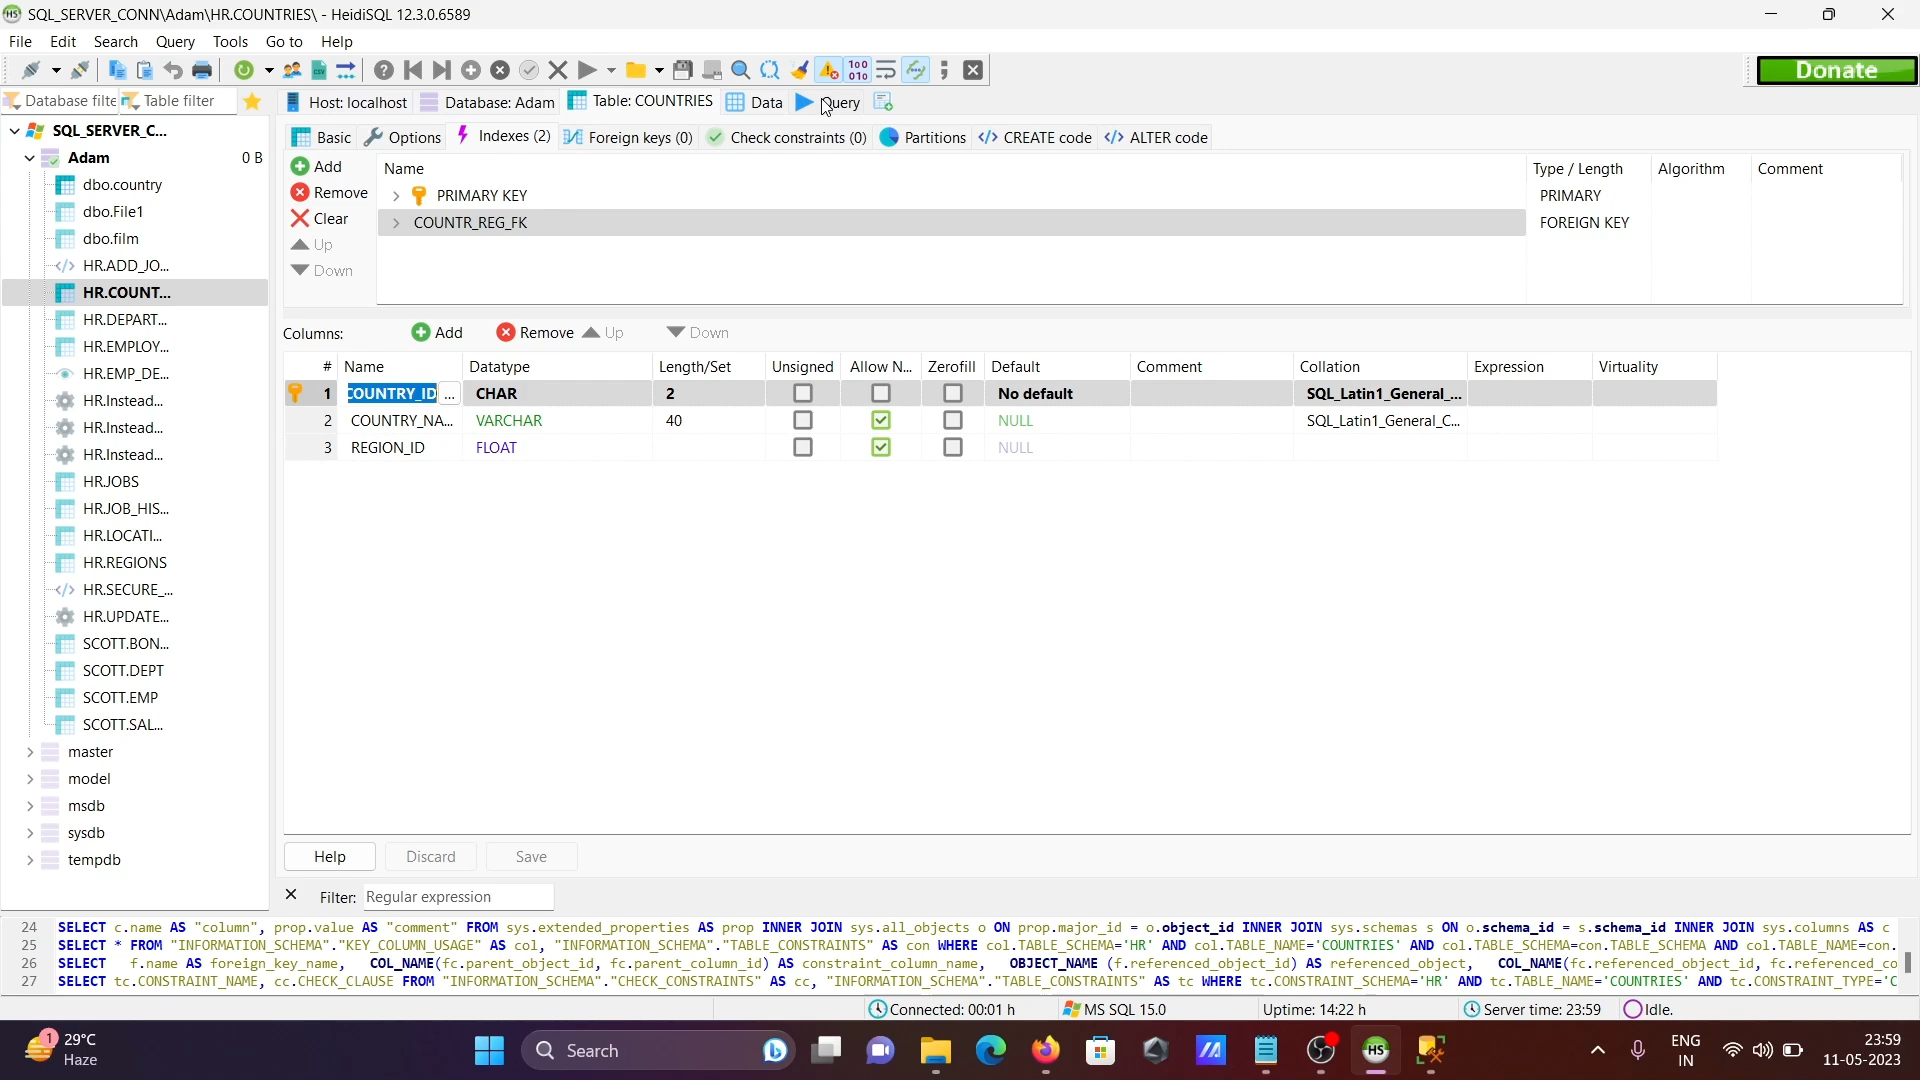 SQL_SERVER_CONN\Adam\HR.COUNTRIES\ - HeidiSQL 12.3.0.6589
File Edit Search Query Tools Go to Help
Donate
Database filte Table filter Host: localhost Database: Adam Table: COUNTRIES Data Query
SQL_SERVER_C...
Adam 0 B
dbo.country
dbo.File1
dbo.film
HR.ADD_JO...
HR.COUNT...
HR.DEPART...
HR.EMPLOY...
HR.EMP_DE...
HR.Instead...
HR.Instead...
HR.Instead...
HR.JOBS
HR.JOB_HIS...
HR.LOCATI...
HR.REGIONS
HR.SECURE_...
HR.UPDATE...
SCOTT.BON...
SCOTT.DEPT
SCOTT.EMP
SCOTT.SAL...
master
model
msdb
sysdb
tempdb
Basic Options Indexes (2) Foreign keys (0) Check constraints (0) Partitions CREATE code ALTER code
Add
Remove
Clear
Up
Down
Name Type / Length Algorithm Comment
PRIMARY KEY PRIMARY
COUNTR_REG_FK FOREIGN KEY
Columns: Add Remove Up Down
# Name Datatype Length/Set Unsigned Allow N... Zerofill Default Comment Collation Expression Virtuality
1 COUNTRY_ID ... CHAR 2 No default SQL_Latin1_General_...
2 COUNTRY_NA... VARCHAR 40 NULL SQL_Latin1_General_C...
3 REGION_ID FLOAT NULL
Help Discard Save
Filter: Regular expression
24 SELECT c.name AS "column", prop.value AS "comment" FROM sys.extended_properties AS prop INNER JOIN sys.all_objects o ON prop.major_id = o.object_id INNER JOIN sys.schemas s ON o.schema_id = s.schema_id INNER JOIN sys.columns AS c
25 SELECT * FROM "INFORMATION_SCHEMA"."KEY_COLUMN_USAGE" AS col, "INFORMATION_SCHEMA"."TABLE_CONSTRAINTS" AS con WHERE col.TABLE_SCHEMA='HR' AND col.TABLE_NAME='COUNTRIES' AND col.TABLE_SCHEMA=con.TABLE_SCHEMA AND col.TABLE_NAME=con.
26 SELECT f.name AS foreign_key_name, COL_NAME(fc.parent_object_id, fc.parent_column_id) AS constraint_column_name, OBJECT_NAME (f.referenced_object_id) AS referenced_object, COL_NAME(fc.referenced_object_id, fc.referenced_co
27 SELECT tc.CONSTRAINT_NAME, cc.CHECK_CLAUSE FROM "INFORMATION_SCHEMA"."CHECK_CONSTRAINTS" AS cc, "INFORMATION_SCHEMA"."TABLE_CONSTRAINTS" AS tc WHERE tc.CONSTRAINT_SCHEMA='HR' AND tc.TABLE_NAME='COUNTRIES' AND tc.CONSTRAINT_TYPE='C
Connected: 00:01 h MS SQL 15.0 Uptime: 14:22 h Server time: 23:59 Idle.
1 29°C
Haze
Search
HS
ENG
IN
23:59
11-05-2023